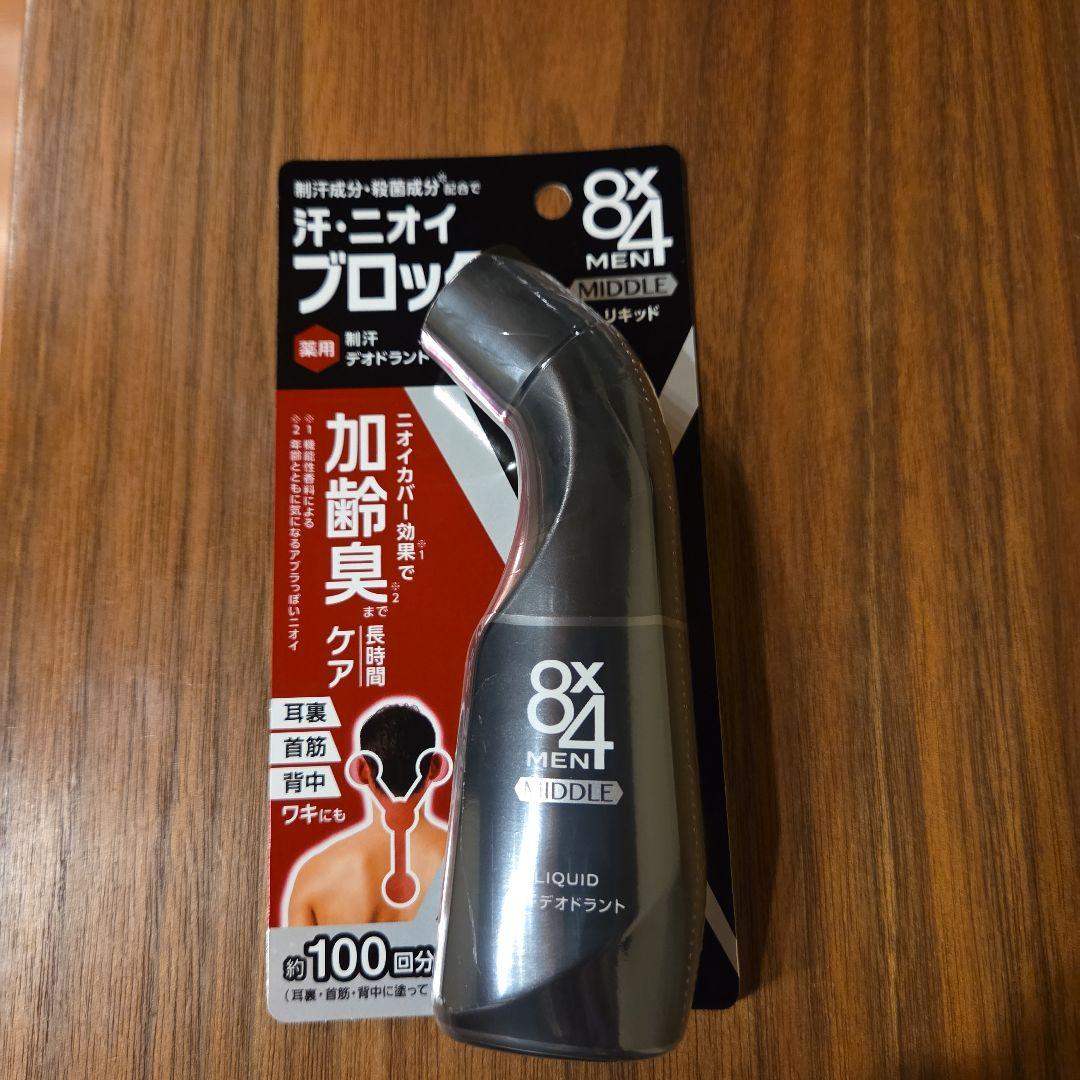 制汗成分・殺菌成分※配合で
汗・ニオイ
ブロック
薬用
制汗
デオドラント
8x4
MEN
MIDDLE
リキッド
ニオイカバー効果で※1
加齢臭※2まで
長時間
ケア
※1 機能性香料による
※2 年齢とともに気になるアブラっぽいニオイ
耳裏
首筋
背中
ワキにも
約100回分
(耳裏・首筋・背中に塗って
8x4
MEN
MIDDLE
LIQUID
デオドラント